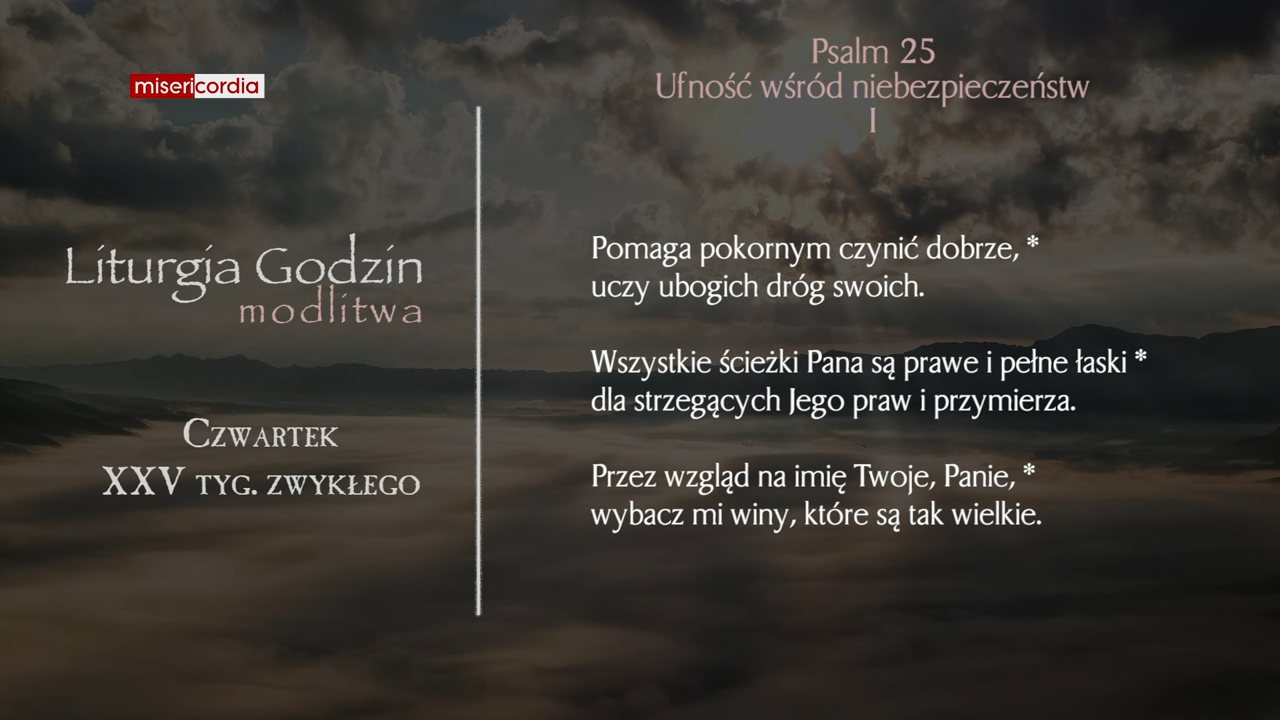 misericordia
Liturgia Godzin
modlitwa
Czwartek
XXV tyg. zwykłego
Psalm 25
Ufność wśród niebezpieczeństw
I
Pomaga pokornym czynić dobrze, *
uczy ubogich dróg swoich.
Wszystkie ścieżki Pana są prawe i pełne łaski *
dla strzegących Jego praw i przymierza.
Przez wzgląd na imię Twoje, Panie, *
wybacz mi winy, które są tak wielkie.